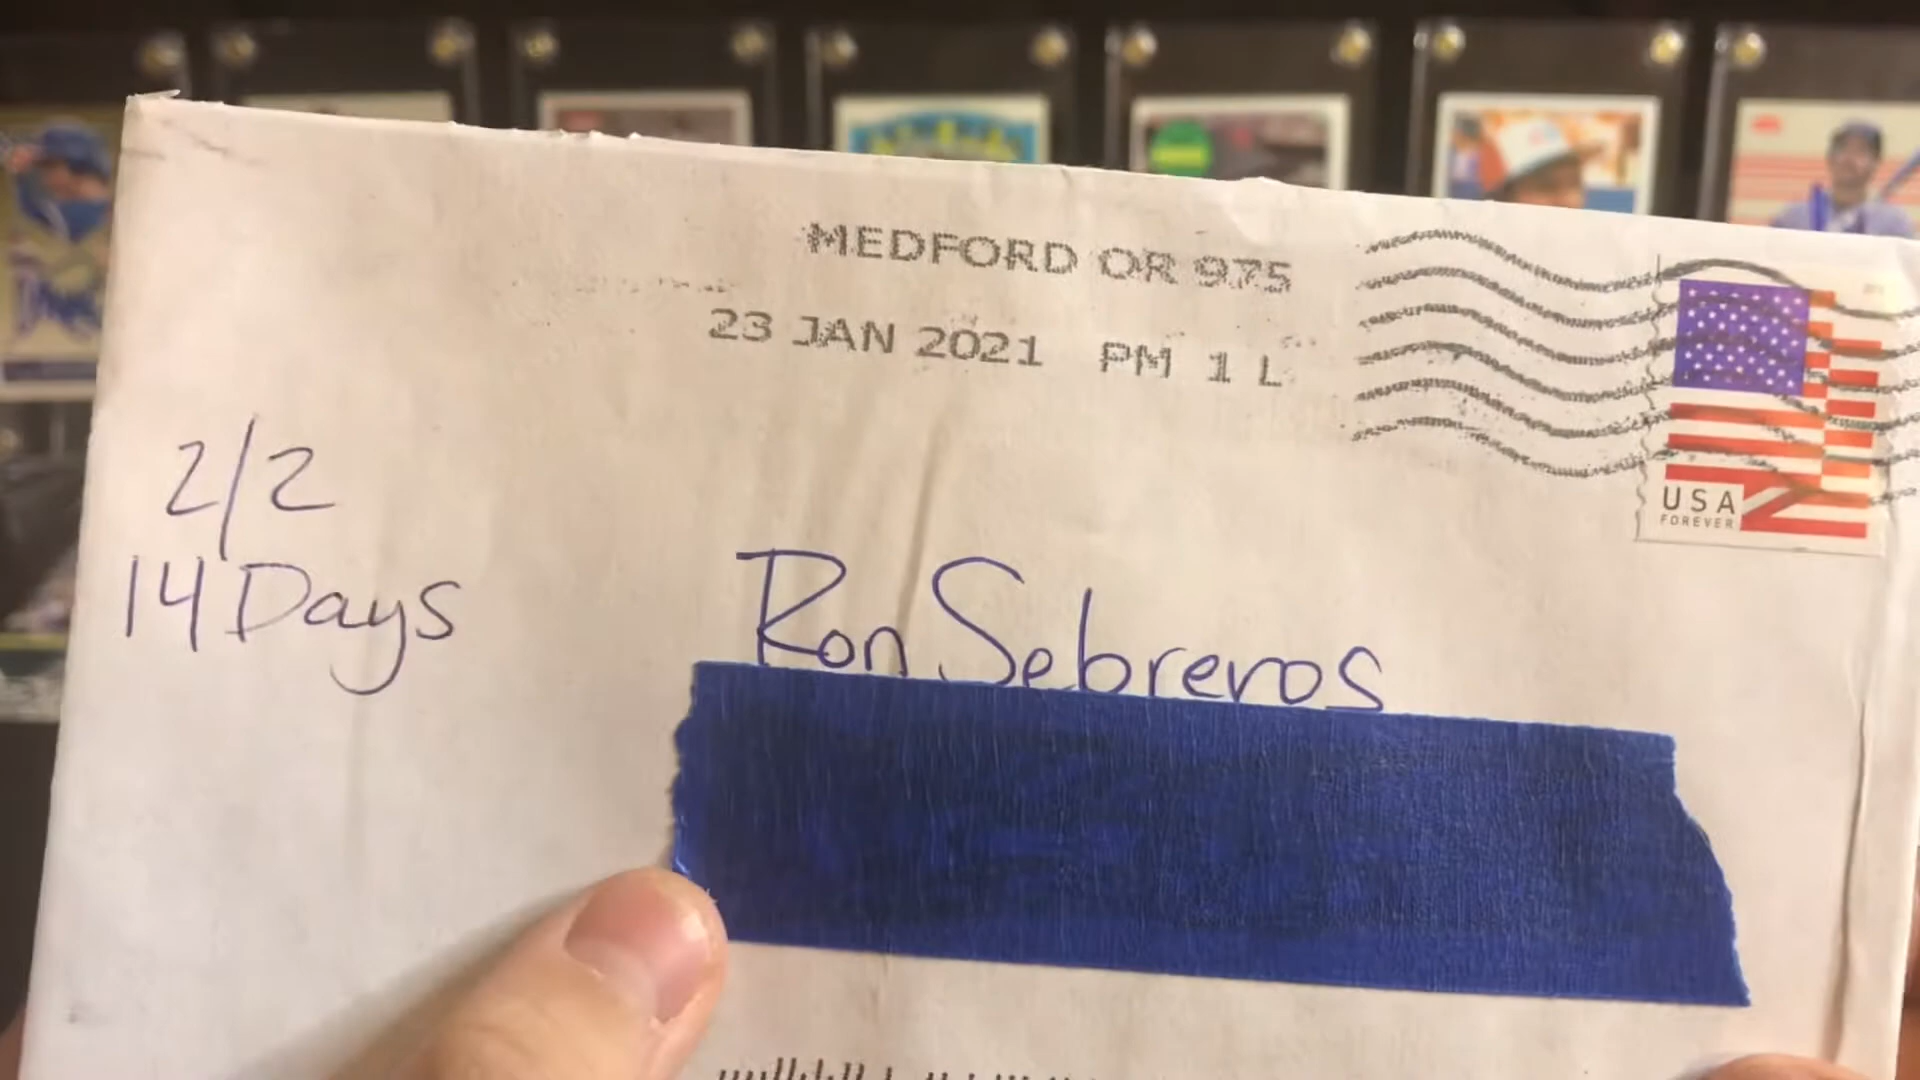 MEDFORD OR 975
23 JAN 2021 PM 1 L
USA
FOREVER
2/2
14 Days
Ron Sebreros